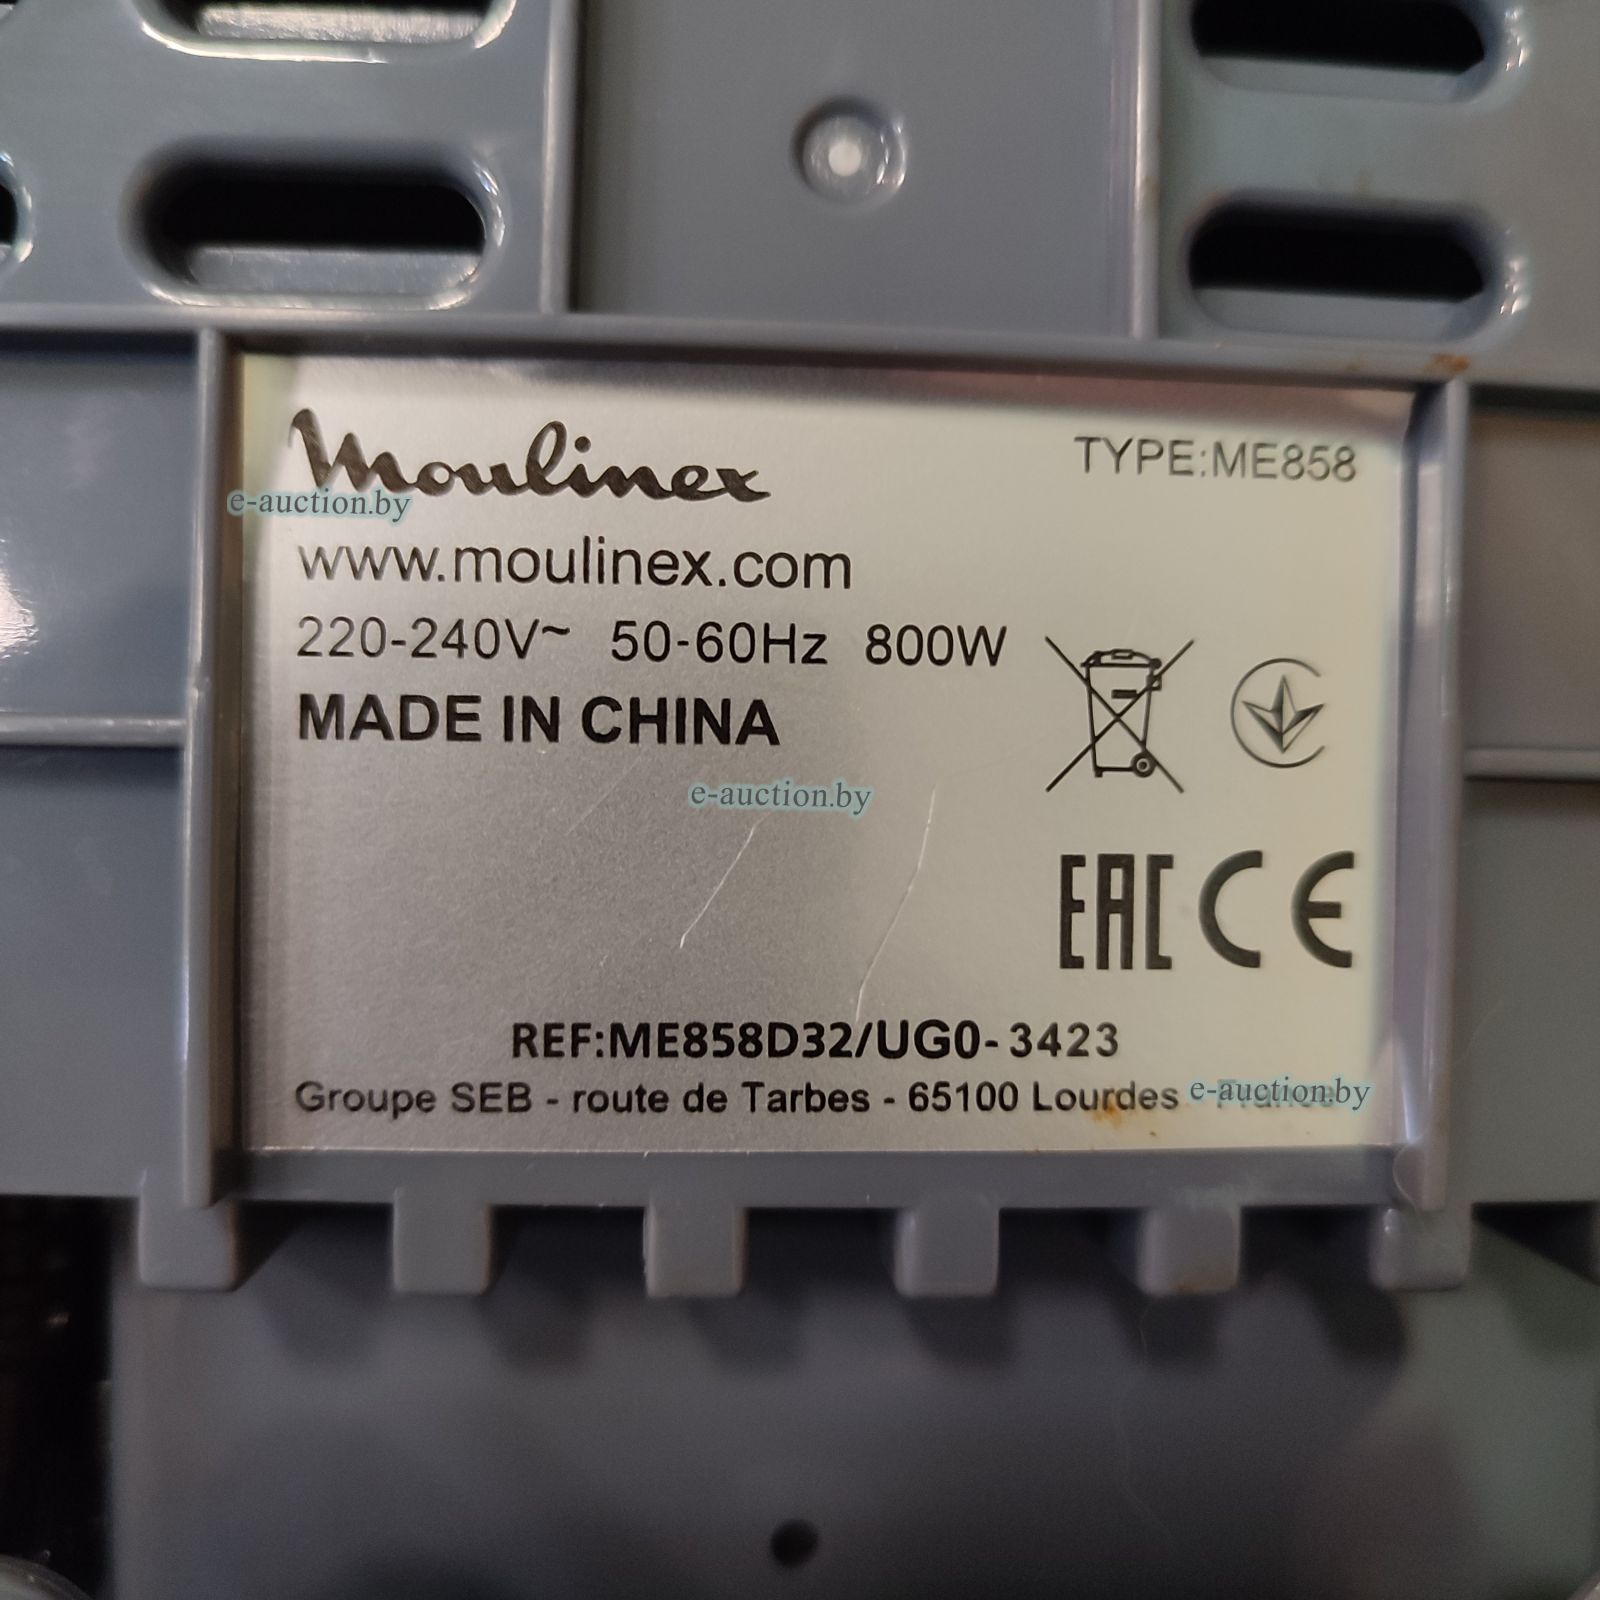 Moulinex
TYPE:ME858
e-auction.by
www.moulinex.com
220-240V~ 50-60Hz 800W
MADE IN CHINA
e-auction.by
EAC CE
REF:ME858D32/UG0-3423
Groupe SEB - route de Tarbes - 65100 Lourdes - France
e-auction.by